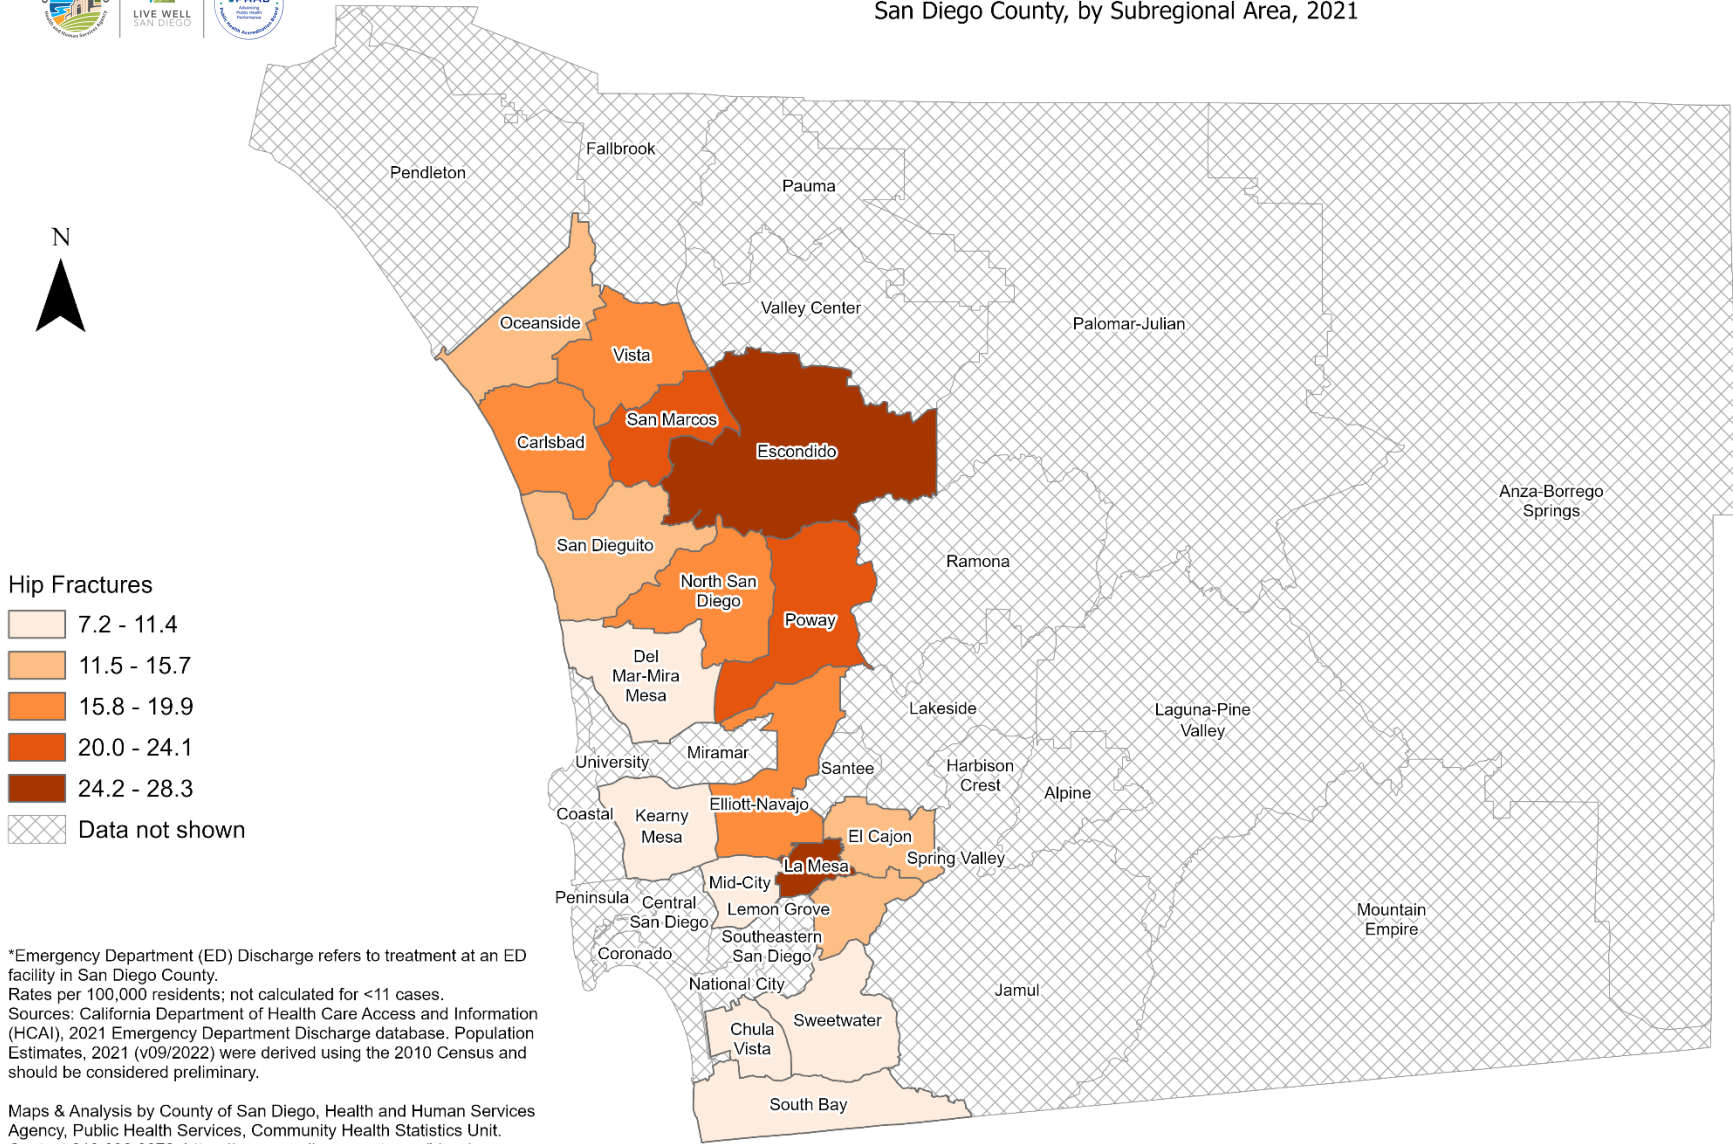 LIVE WELL
SAN DIEGO
Advancing
Public Health
Performance
San Diego County, by Subregional Area, 2021
N
Pendleton
Fallbrook
Pauma
Oceanside
Valley Center
Palomar-Julian
Vista
San Marcos
Carlsbad
Escondido
Anza-Borrego
Springs
San Dieguito
North San
Diego
Ramona
Poway
Del
Mar-Mira
Mesa
Lakeside
Laguna-Pine
Valley
Miramar
University
Santee
Harbison
Crest
Alpine
Coastal
Kearny
Mesa
Elliott-Navajo
El Cajon
Spring Valley
La Mesa
Mid-City
Peninsula
Central
San Diego
Lemon Grove
Mountain
Empire
Southeastern
San Diego
Coronado
National City
Jamul
Sweetwater
Chula
Vista
South Bay
Hip Fractures
7.2 - 11.4
11.5 - 15.7
15.8 - 19.9
20.0 - 24.1
24.2 - 28.3
Data not shown
*Emergency Department (ED) Discharge refers to treatment at an ED
facility in San Diego County.
Rates per 100,000 residents; not calculated for <11 cases.
Sources: California Department of Health Care Access and Information
(HCAI), 2021 Emergency Department Discharge database. Population
Estimates, 2021 (v09/2022) were derived using the 2010 Census and
should be considered preliminary.
Maps & Analysis by County of San Diego, Health and Human Services
Agency, Public Health Services, Community Health Statistics Unit.